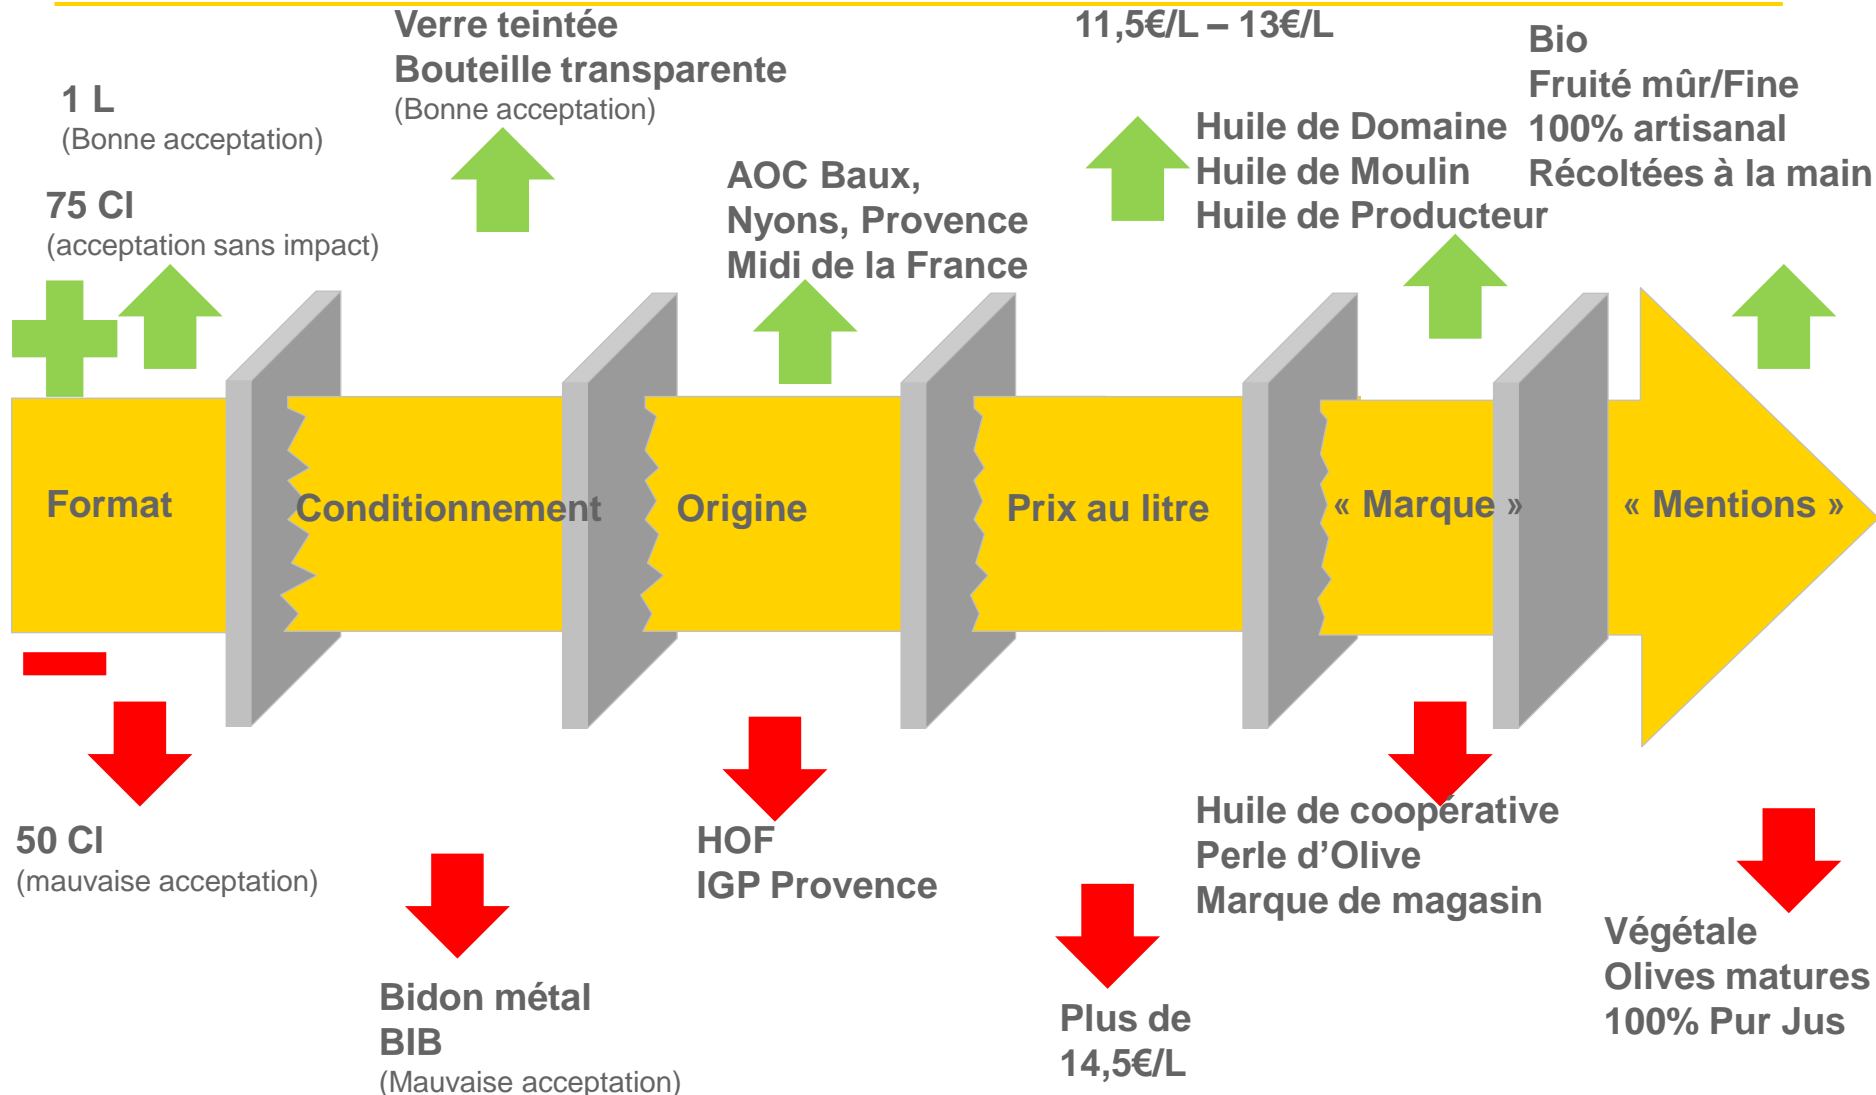 Verre teintée
Bouteille transparente
(Bonne acceptation)
11,5€/L – 13€/L
Bio
Fruité mûr/Fine
100% artisanal
Récoltées à la main
1 L
(Bonne acceptation)
75 Cl
(acceptation sans impact)
AOC Baux,
Nyons, Provence
Midi de la France
Huile de Domaine
Huile de Moulin
Huile de Producteur
Format
Conditionnement
Origine
Prix au litre
« Marque »
« Mentions »
50 Cl
(mauvaise acceptation)
Bidon métal
BIB
(Mauvaise acceptation)
HOF
IGP Provence
Plus de
14,5€/L
Huile de coopérative
Perle d’Olive
Marque de magasin
Végétale
Olives matures
100% Pur Jus